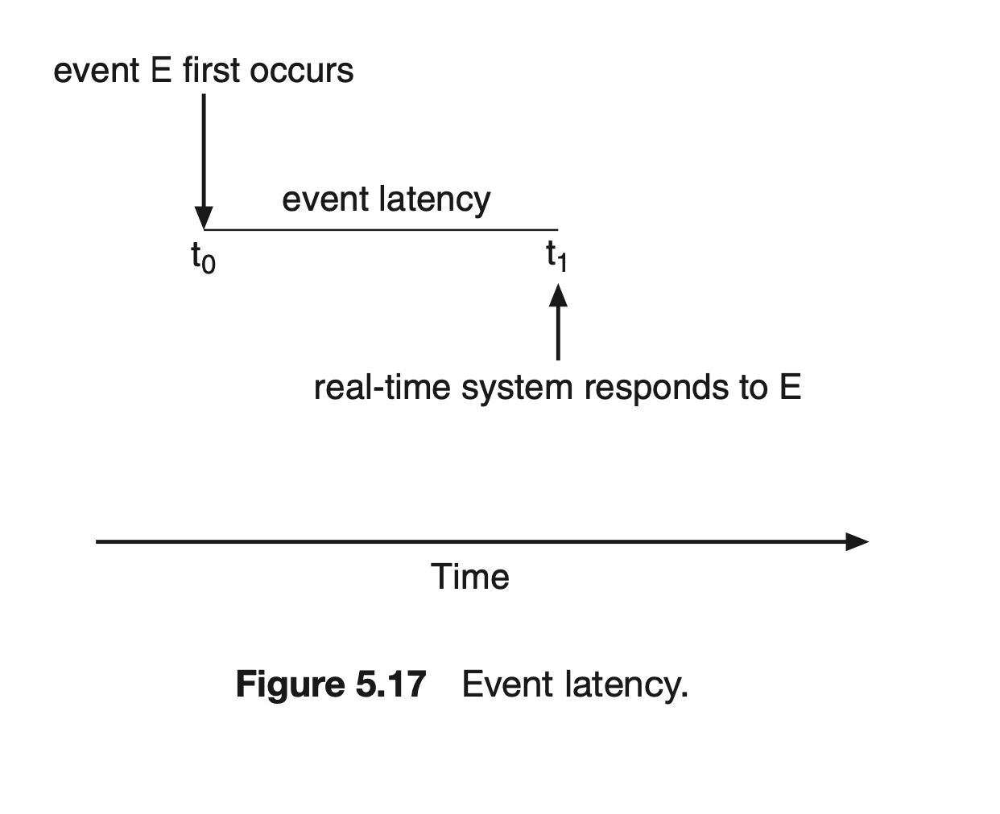 event E first occurs
event latency
t₀
t₁
real-time system responds to E
Time
Figure 5.17 Event latency.